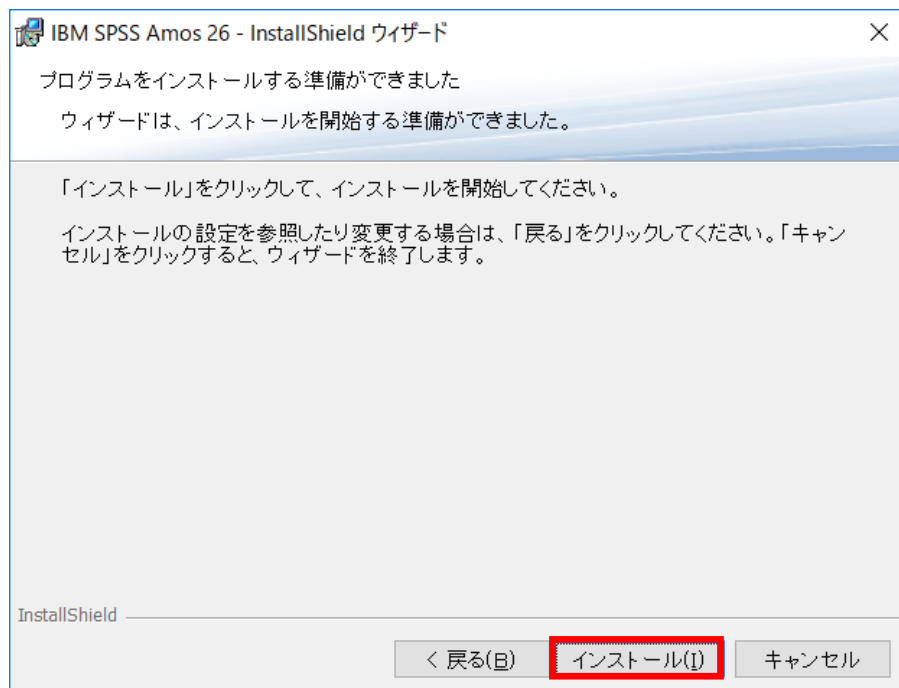 IBM SPSS Amos 26 - InstallShield ウィザード
プログラムをインストールする準備ができました
ウィザードは、インストールを開始する準備ができました。
「インストール」をクリックして、インストールを開始してください。
インストールの設定を参照したり変更する場合は、「戻る」をクリックしてください。「キャン
セル」をクリックすると、ウィザードを終了します。
InstallShield
< 戻る(B)
インストール(I)
キャンセル